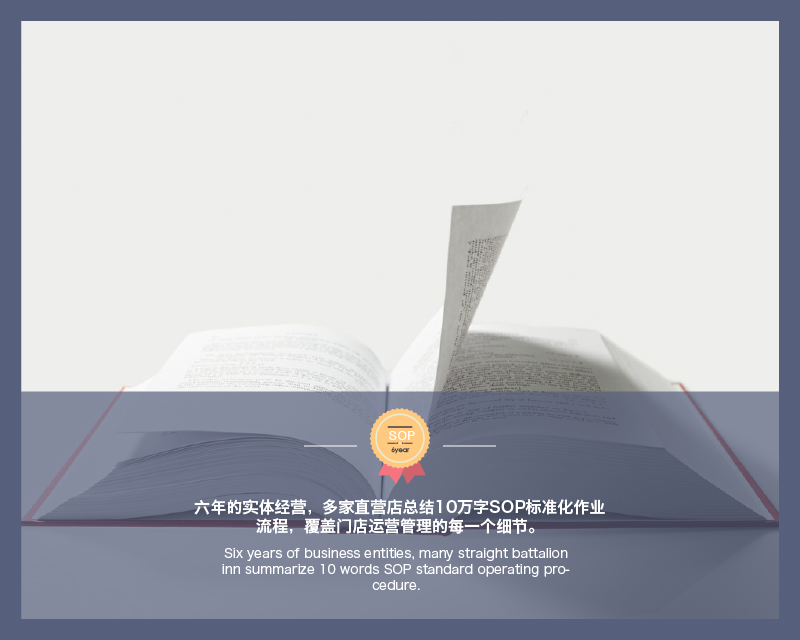 SOP
6year
六年的实体经营，多家直营店总结10万字SOP标准化作业
流程，覆盖门店运营管理的每一个细节。
Six years of business entities, many straight battalion
inn summarize 10 words SOP standard operating pro-
cedure.